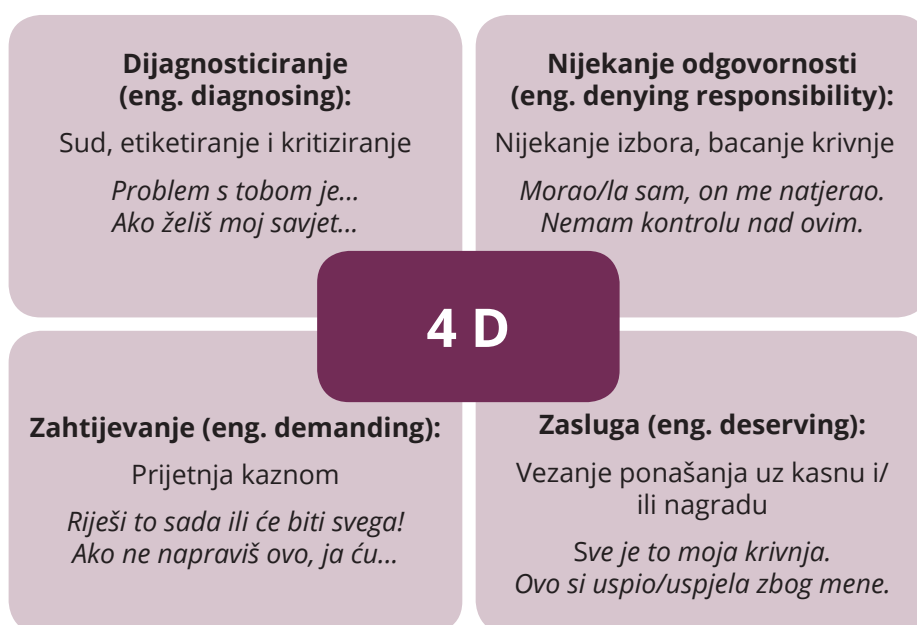 Dijagnosticiranje
(eng. diagnosing):
Sud, etiketiranje i kritiziranje
Problem s tobom je...
Ako želiš moj savjet...
Nijekanje odgovornosti
(eng. denying responsibility):
Nijekanje izbora, bacanje krivnje
Morao/la sam, on me natjerao.
Nemam kontrolu nad ovim.
4 D
Zahtijevanje (eng. demanding):
Prijetnja kaznom
Riješi to sada ili će biti svega!
Ako ne napraviš ovo, ja ću...
Zasluga (eng. deserving):
Vezanje ponašanja uz kasnu i/
ili nagradu
Sve je to moja krivnja.
Ovo si uspio/uspjela zbog mene.